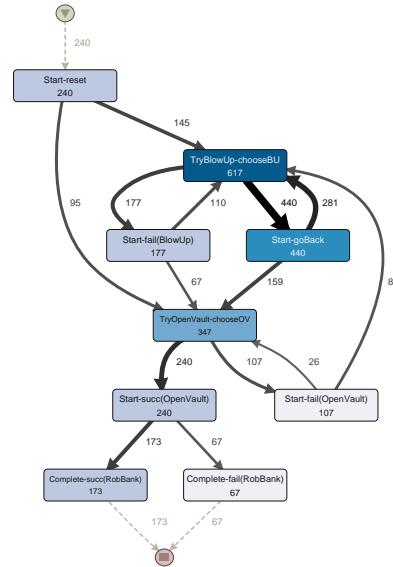 240
Start-reset
240
145
95
TryBlowUp-chooseBU
617
177
110
440
281
Start-fail(BlowUp)
177
Start-goBack
440
67
159
8
TryOpenVault-chooseOV
347
240
107
26
Start-succ(OpenVault)
240
Start-fail(OpenVault)
107
173
67
Complete-succ(RobBank)
173
Complete-fail(RobBank)
67
173
67